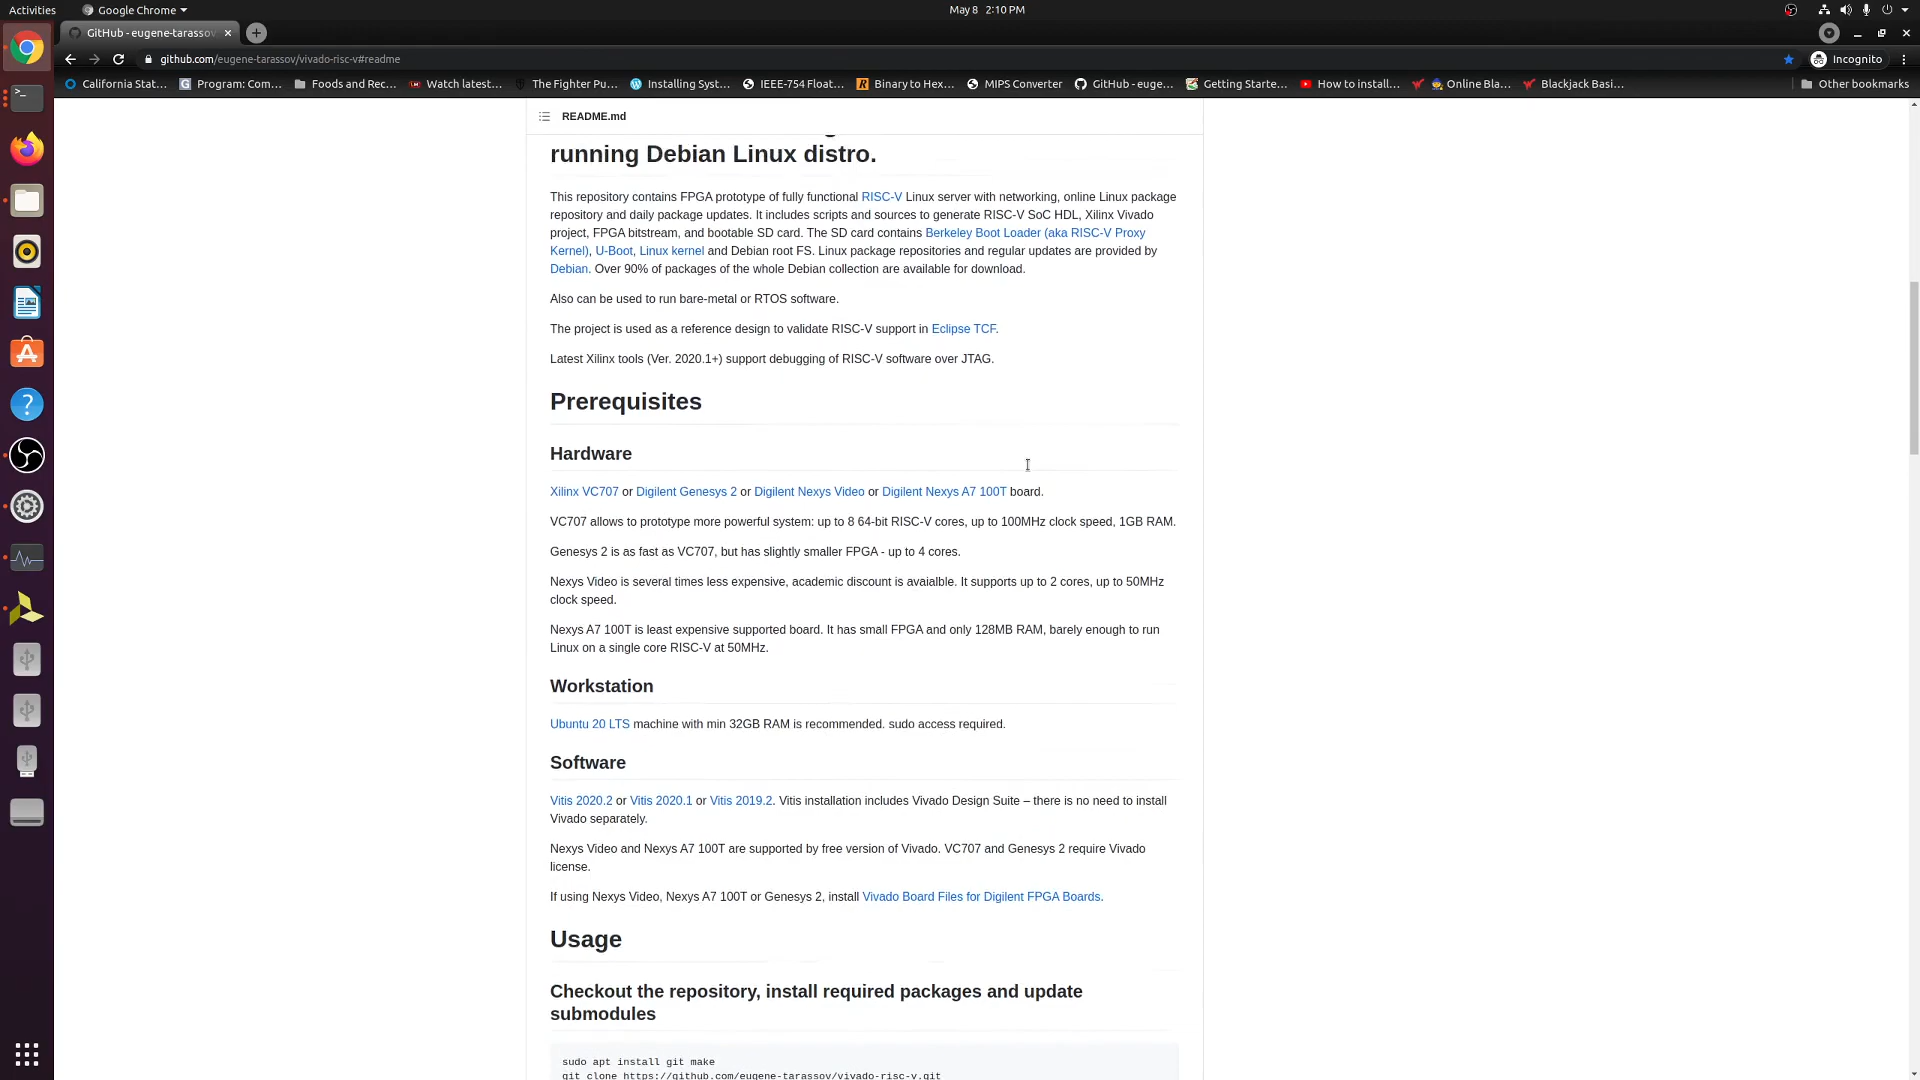 Activities
Google Chrome
May 8 2:10 PM
GitHub - eugene-tarassov
github.com/eugene-tarassov/vivado-risc-v#readme
Incognito
California Stat...
Program: Com...
Foods and Rec...
Watch latest...
The Fighter Pu...
Installing Syst...
IEEE-754 Float...
Binary to Hex...
MIPS Converter
GitHub - euge...
Getting Starte...
How to install...
Online Bla...
Blackjack Basi...
Other bookmarks
README.md
running Debian Linux distro.
This repository contains FPGA prototype of fully functional RISC-V Linux server with networking, online Linux package
repository and daily package updates. It includes scripts and sources to generate RISC-V SoC HDL, Xilinx Vivado
project, FPGA bitstream, and bootable SD card. The SD card contains Berkeley Boot Loader (aka RISC-V Proxy
Kernel), U-Boot, Linux kernel and Debian root FS. Linux package repositories and regular updates are provided by
Debian. Over 90% of packages of the whole Debian collection are available for download.
Also can be used to run bare-metal or RTOS software.
The project is used as a reference design to validate RISC-V support in Eclipse TCF.
Latest Xilinx tools (Ver. 2020.1+) support debugging of RISC-V software over JTAG.
Prerequisites
Hardware
Xilinx VC707 or Digilent Genesys 2 or Digilent Nexys Video or Digilent Nexys A7 100T board.
VC707 allows to prototype more powerful system: up to 8 64-bit RISC-V cores, up to 100MHz clock speed, 1GB RAM.
Genesys 2 is as fast as VC707, but has slightly smaller FPGA - up to 4 cores.
Nexys Video is several times less expensive, academic discount is avaialble. It supports up to 2 cores, up to 50MHz
clock speed.
Nexys A7 100T is least expensive supported board. It has small FPGA and only 128MB RAM, barely enough to run
Linux on a single core RISC-V at 50MHz.
Workstation
Ubuntu 20 LTS machine with min 32GB RAM is recommended. sudo access required.
Software
Vitis 2020.2 or Vitis 2020.1 or Vitis 2019.2. Vitis installation includes Vivado Design Suite – there is no need to install
Vivado separately.
Nexys Video and Nexys A7 100T are supported by free version of Vivado. VC707 and Genesys 2 require Vivado
license.
If using Nexys Video, Nexys A7 100T or Genesys 2, install Vivado Board Files for Digilent FPGA Boards.
Usage
Checkout the repository, install required packages and update
submodules
sudo apt install git make
git clone https://github.com/eugene-tarassov/vivado-risc-v.git